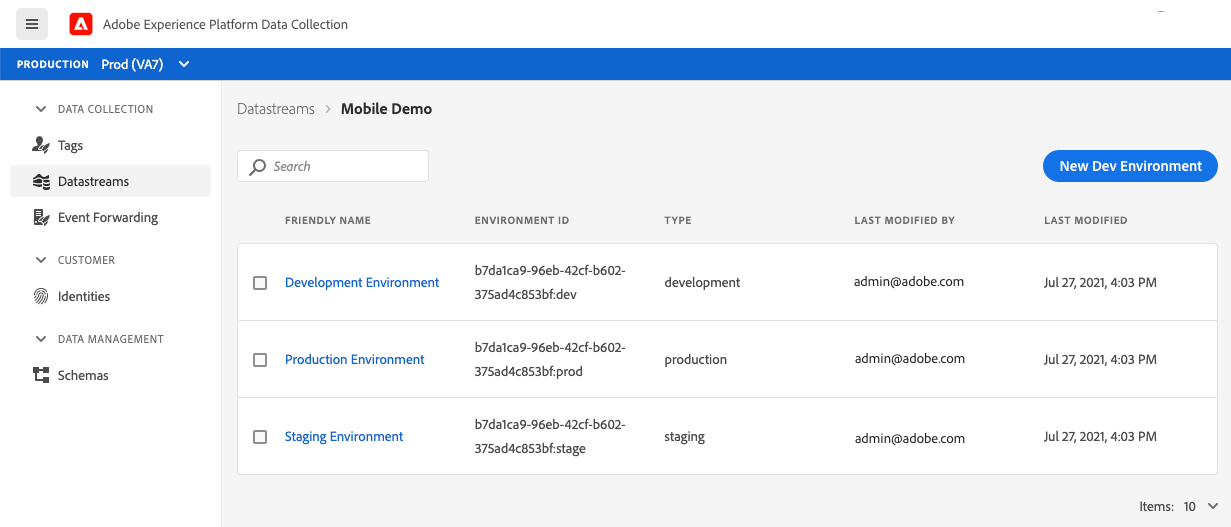 Adobe Experience Platform Data Collection
PRODUCTION Prod (VA7)
DATA COLLECTION
Tags
Datastreams
Event Forwarding
CUSTOMER
Identities
DATA MANAGEMENT
Schemas
Datastreams > Mobile Demo
Search
New Dev Environment
FRIENDLY NAME ENVIRONMENT ID TYPE LAST MODIFIED BY LAST MODIFIED
Development Environment b7da1ca9-96eb-42cf-b602- development admin@adobe.com Jul 27, 2021, 4:03 PM
375ad4c853bf:dev
Production Environment b7da1ca9-96eb-42cf-b602- production admin@adobe.com Jul 27, 2021, 4:03 PM
375ad4c853bf:prod
Staging Environment b7da1ca9-96eb-42cf-b602- staging admin@adobe.com Jul 27, 2021, 4:03 PM
375ad4c853bf:stage
Items: 10